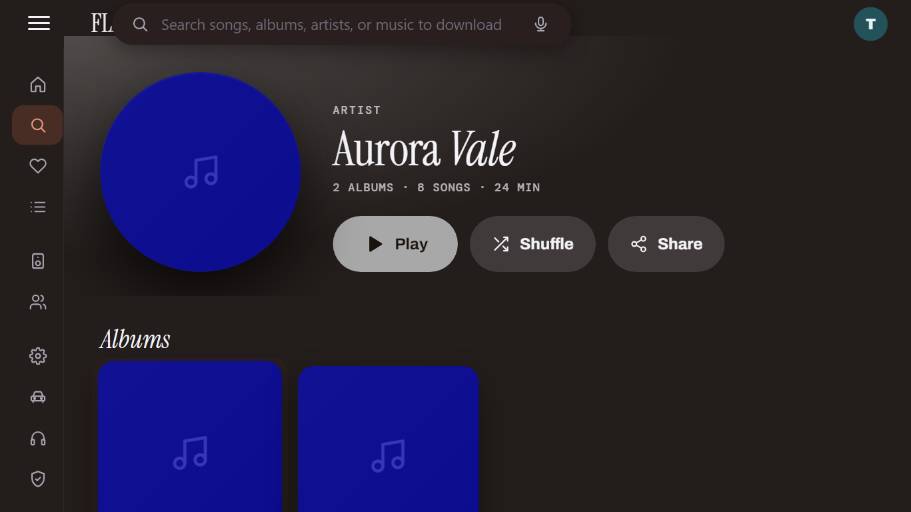 Search songs, albums, artists, or music to download
T
ARTIST
Aurora Vale
2 ALBUMS · 8 SONGS · 24 MIN
Play
Shuffle
Share
Albums